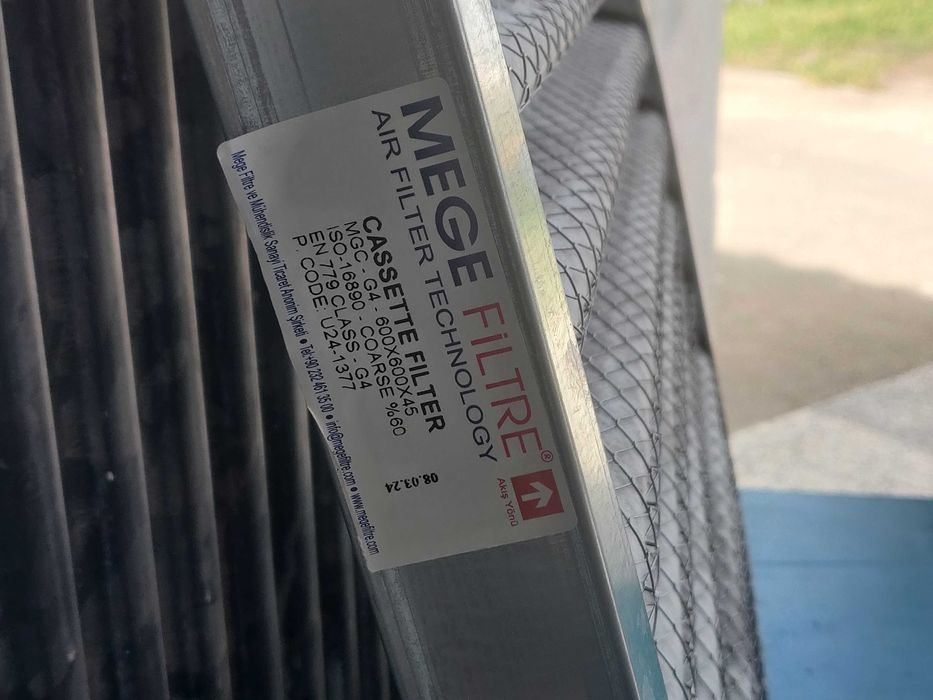 MEGE FiLTRE®
AIR FILTER TECHNOLOGY
Akış Yönü
CASSETTE FILTER
MGC - G4 - 600X600X45
ISO-16890 - COARSE %60
EN 779 CLASS - G4
P. CODE: U24-1377
08.03.24
Mege Filtre ve Mühendislik Sanayi Ticaret Anonim Şirketi • Tel:+90 232 461 35 00 • info@megefiltre.com • www.megefiltre.com